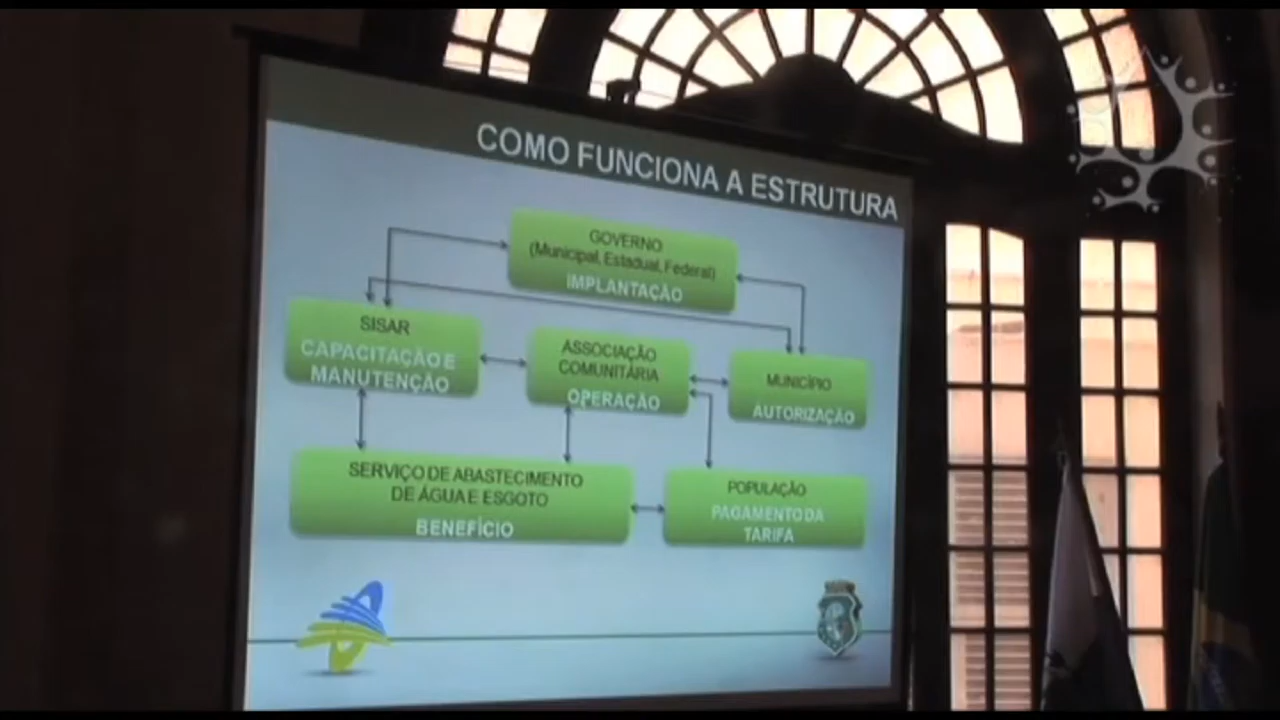 COMO FUNCIONA A ESTRUTURA
GOVERNO
(Municipal, Estadual, Federal)
IMPLANTAÇÃO
SISAR
CAPACITAÇÃO E
MANUTENÇÃO
ASSOCIAÇÃO
COMUNITÁRIA
OPERAÇÃO
MUNICÍPIO
AUTORIZAÇÃO
SERVIÇO DE ABASTECIMENTO
DE ÁGUA E ESGOTO
BENEFÍCIO
POPULAÇÃO
PAGAMENTO DA
TARIFA